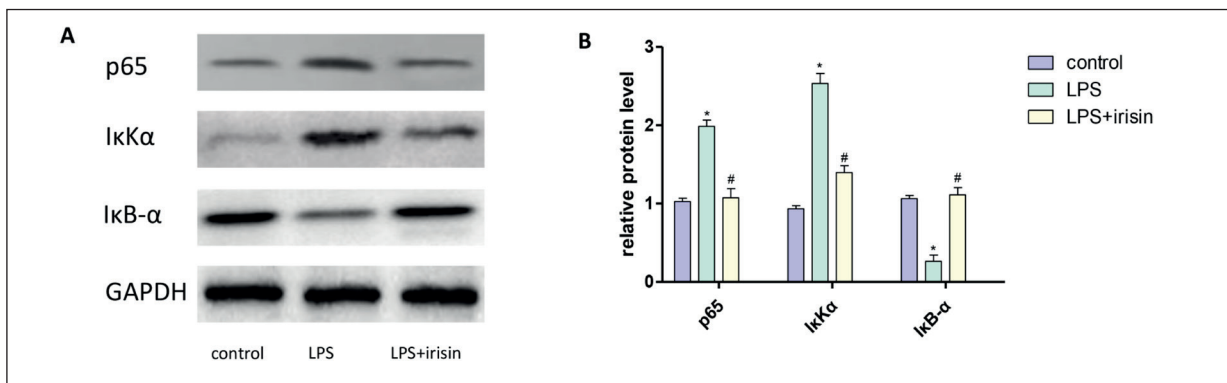 A
p65
IκKα
IκB-α
GAPDH
control LPS LPS+irisin
B
relative protein level
3
2
1
0
* * # # * #
p65 IκKα IκB-α
control
LPS
LPS+irisin